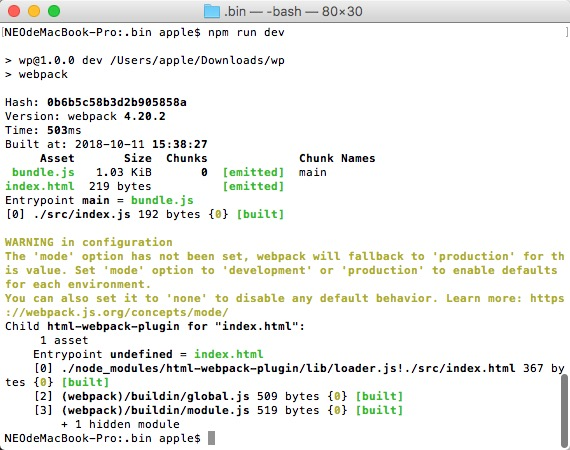 .bin — -bash — 80×30
[NEOdeMacBook-Pro:.bin apple$ npm run dev ]
> wp@1.0.0 dev /Users/apple/Downloads/wp
> webpack
Hash: 0b6b5c58b3d2b905858a
Version: webpack 4.20.2
Time: 503ms
Built at: 2018-10-11 15:38:27
Asset Size Chunks Chunk Names
bundle.js 1.03 KiB 0 [emitted] main
index.html 219 bytes [emitted]
Entrypoint main = bundle.js
[0] ./src/index.js 192 bytes {0} [built]
WARNING in configuration
The 'mode' option has not been set, webpack will fallback to 'production' for th
is value. Set 'mode' option to 'development' or 'production' to enable defaults
for each environment.
You can also set it to 'none' to disable any default behavior. Learn more: https
://webpack.js.org/concepts/mode/
Child html-webpack-plugin for "index.html":
1 asset
Entrypoint undefined = index.html
[0] ./node_modules/html-webpack-plugin/lib/loader.js!./src/index.html 367 by
tes {0} [built]
[2] (webpack)/buildin/global.js 509 bytes {0} [built]
[3] (webpack)/buildin/module.js 519 bytes {0} [built]
+ 1 hidden module
NEOdeMacBook-Pro:.bin apple$